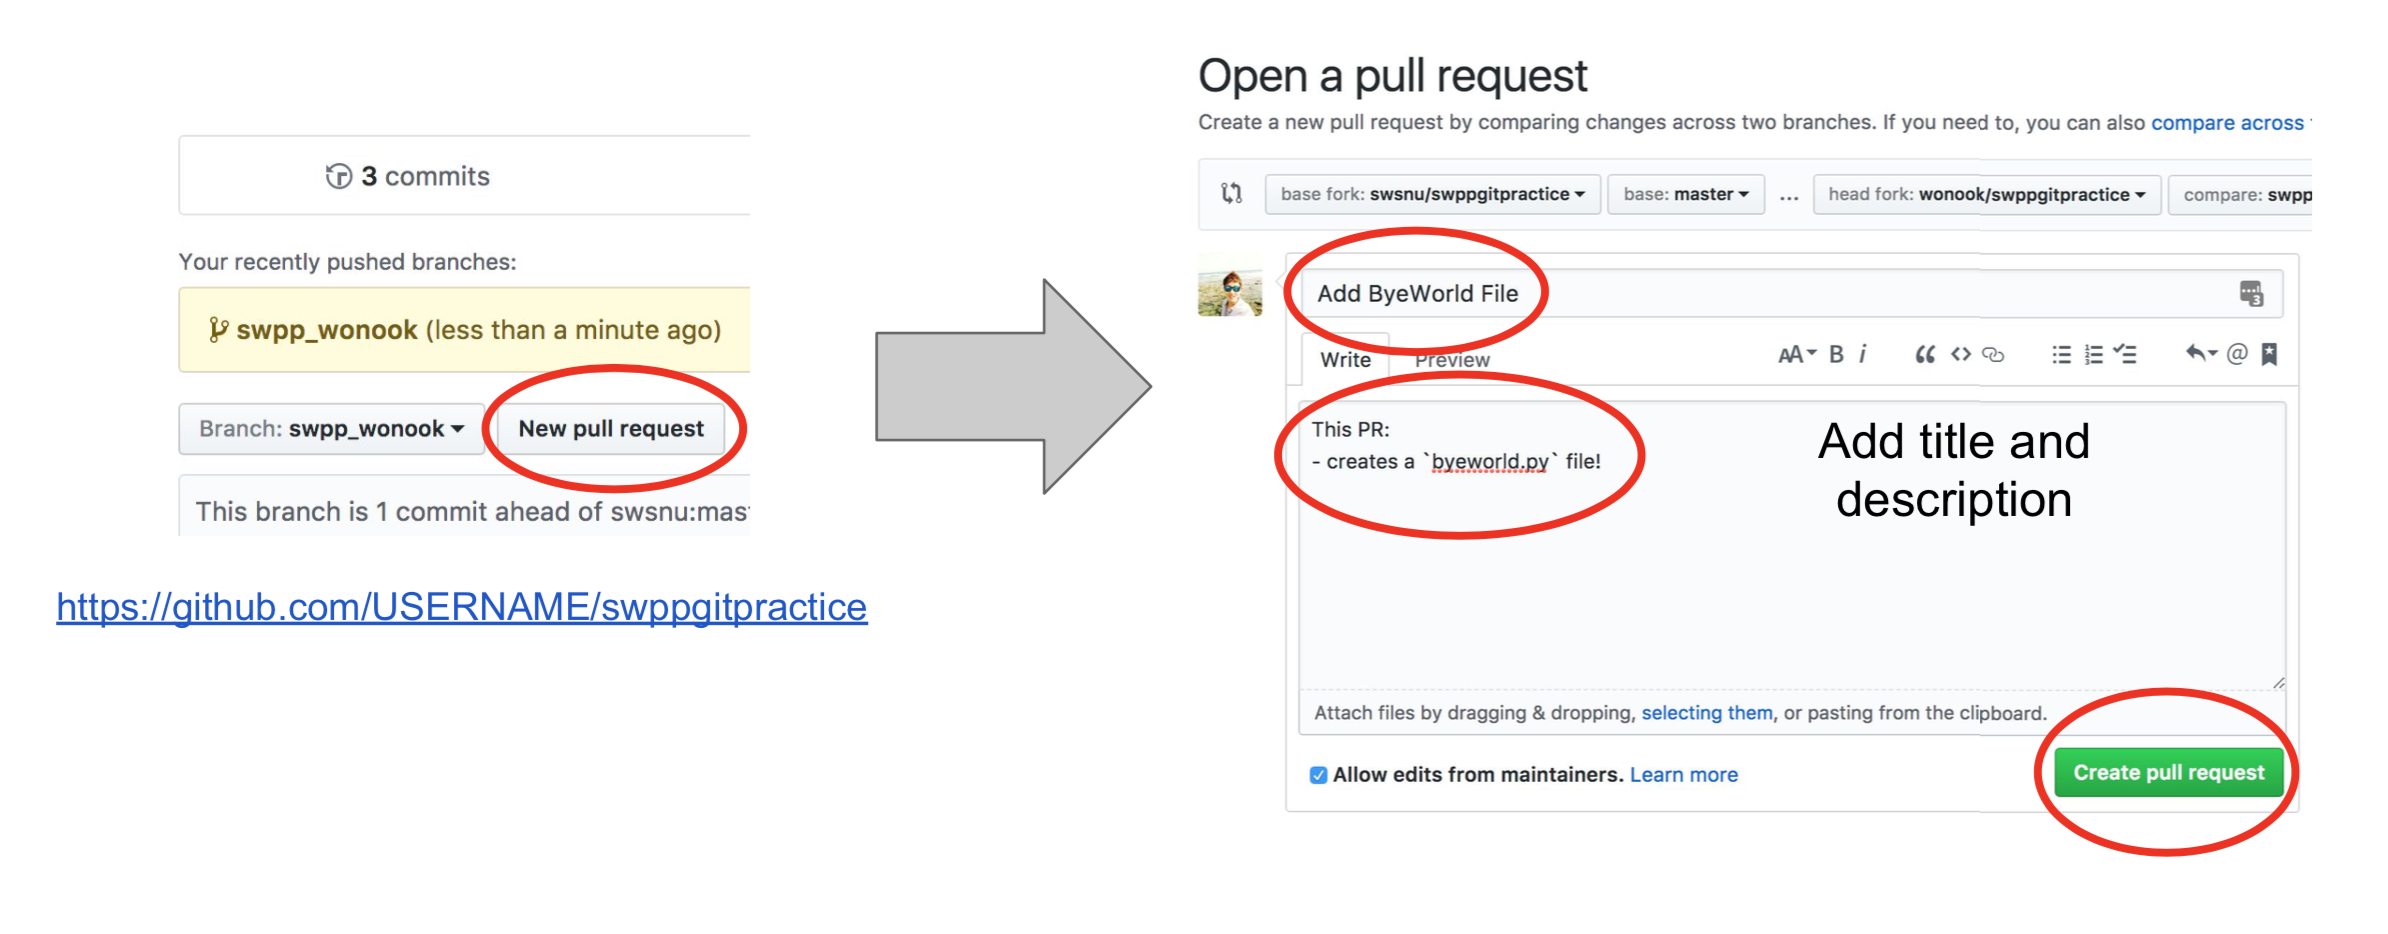 3 commits
Your recently pushed branches:
swpp_wonook (less than a minute ago)
Branch: swpp_wonook
New pull request
This branch is 1 commit ahead of swsnu:mas
https://github.com/USERNAME/swppgitpractice
Open a pull request
Create a new pull request by comparing changes across two branches. If you need to, you can also compare across
base fork: swsnu/swppgitpractice
base: master
...
head fork: wonook/swppgitpractice
compare: swpp
Add ByeWorld File
3
Write
Preview
AA B i
@
This PR:
- creates a `byeworld.py` file!
Add title and
description
Attach files by dragging & dropping, selecting them, or pasting from the clipboard.
Allow edits from maintainers. Learn more
Create pull request